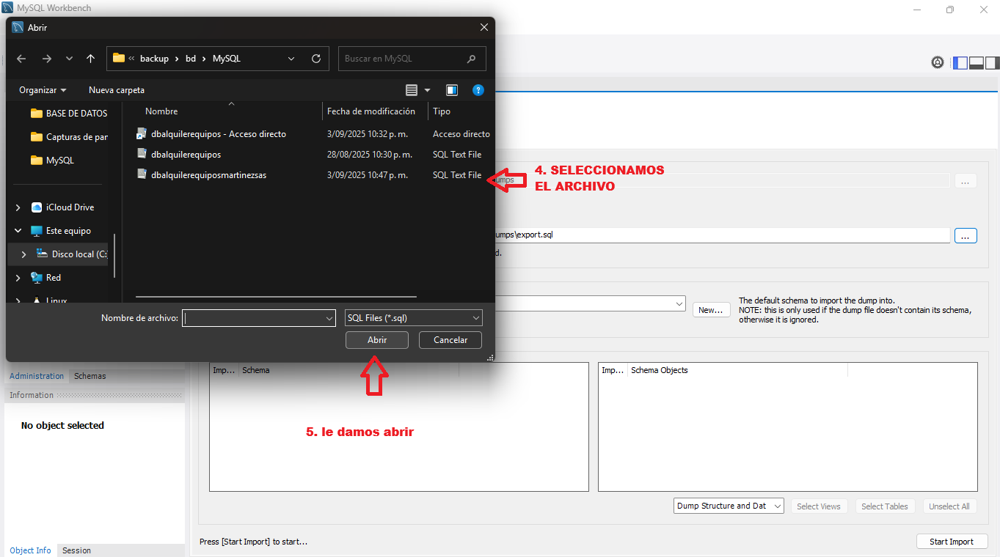 MySQL Workbench
Abrir
« backup › bd › MySQL
Buscar en MySQL
Organizar
Nueva carpeta
BASE DE DATOS
Capturas de par
MySQL
iCloud Drive
Este equipo
Disco local (C:
Red
Linux
Nombre
Fecha de modificación
Tipo
dbalquilerequipos - Acceso directo
3/09/2025 10:32 p. m.
Acceso directo
dbalquilerequipos
28/08/2025 10:30 p. m.
SQL Text File
dbalquilerequiposmartinezsas
3/09/2025 10:47 p. m.
SQL Text File
4. SELECCIONAMOS
EL ARCHIVO
umps
...
umps\export.sql
...
d.
Nombre de archivo:
SQL Files (*.sql)
Abrir
Cancelar
New...
The default schema to import the dump into.
NOTE: this is only used if the dump file doesn't contain its schema,
otherwise it is ignored.
Administration
Schemas
Information
No object selected
Imp...
Schema
Imp...
Schema Objects
5. le damos abrir
Dump Structure and Dat
Select Views
Select Tables
Unselect All
Press [Start Import] to start...
Start Import
Object Info
Session